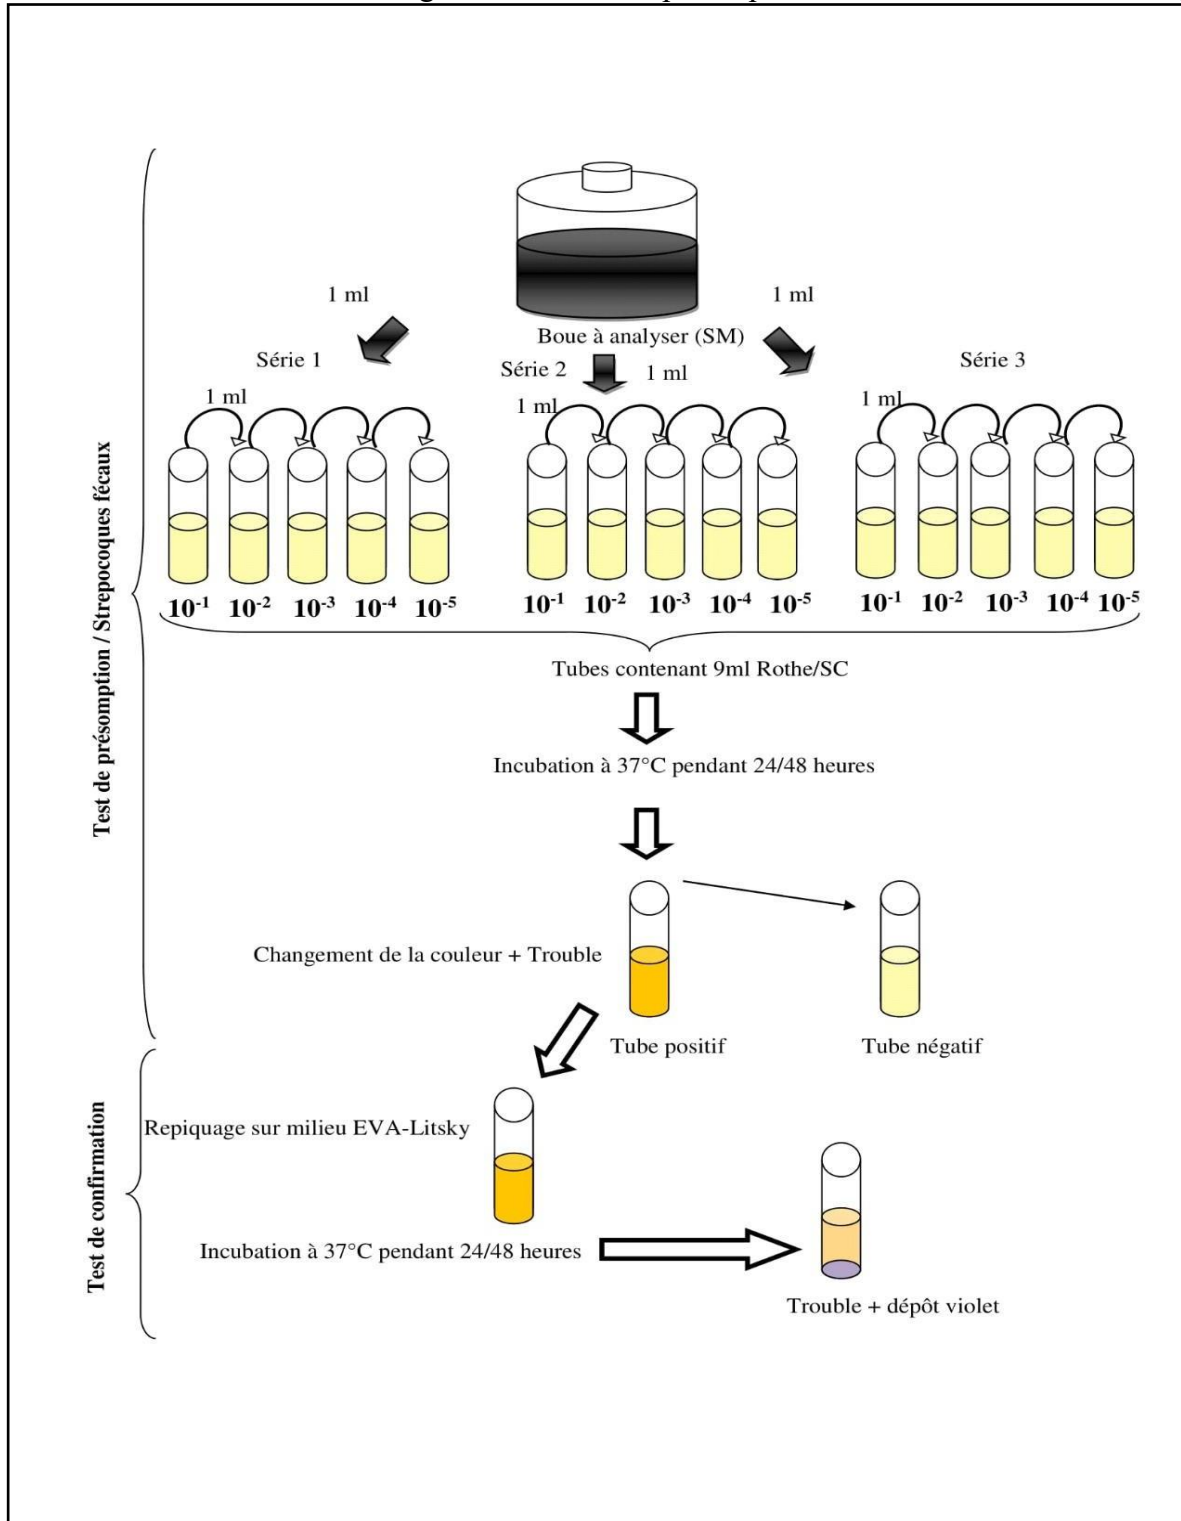 1 ml
1 ml
Boue à analyser (SM)
Série 1
Série 2
1 ml
Série 3
1 ml
1 ml
1 ml
10⁻¹ 10⁻² 10⁻³ 10⁻⁴ 10⁻⁵
10⁻¹ 10⁻² 10⁻³ 10⁻⁴ 10⁻⁵
10⁻¹ 10⁻² 10⁻³ 10⁻⁴ 10⁻⁵
Test de présomption / Strepocoques fécaux
Tubes contenant 9ml Rothe/SC
Incubation à 37°C pendant 24/48 heures
Changement de la couleur + Trouble
Tube positif
Tube négatif
Test de confirmation
Repiquage sur milieu EVA-Litsky
Incubation à 37°C pendant 24/48 heures
Trouble + dépôt violet